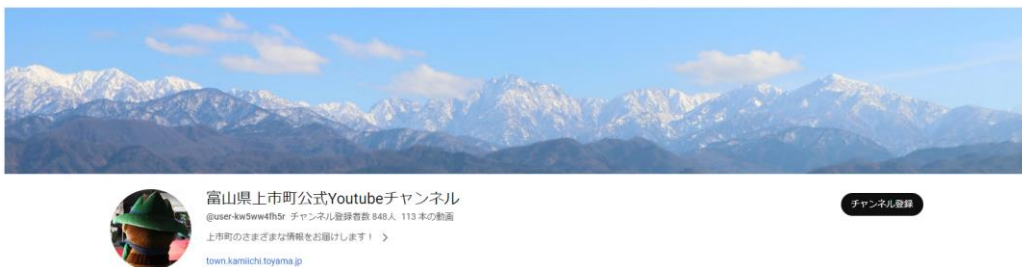 富山県上市町公式Youtubeチャンネル
@user-kw5ww4fh5r チャンネル登録者数 848人 113 本の動画
チャンネル登録
上市町のさまざまな情報をお届けします！ >
town.kamiichi.toyama.jp